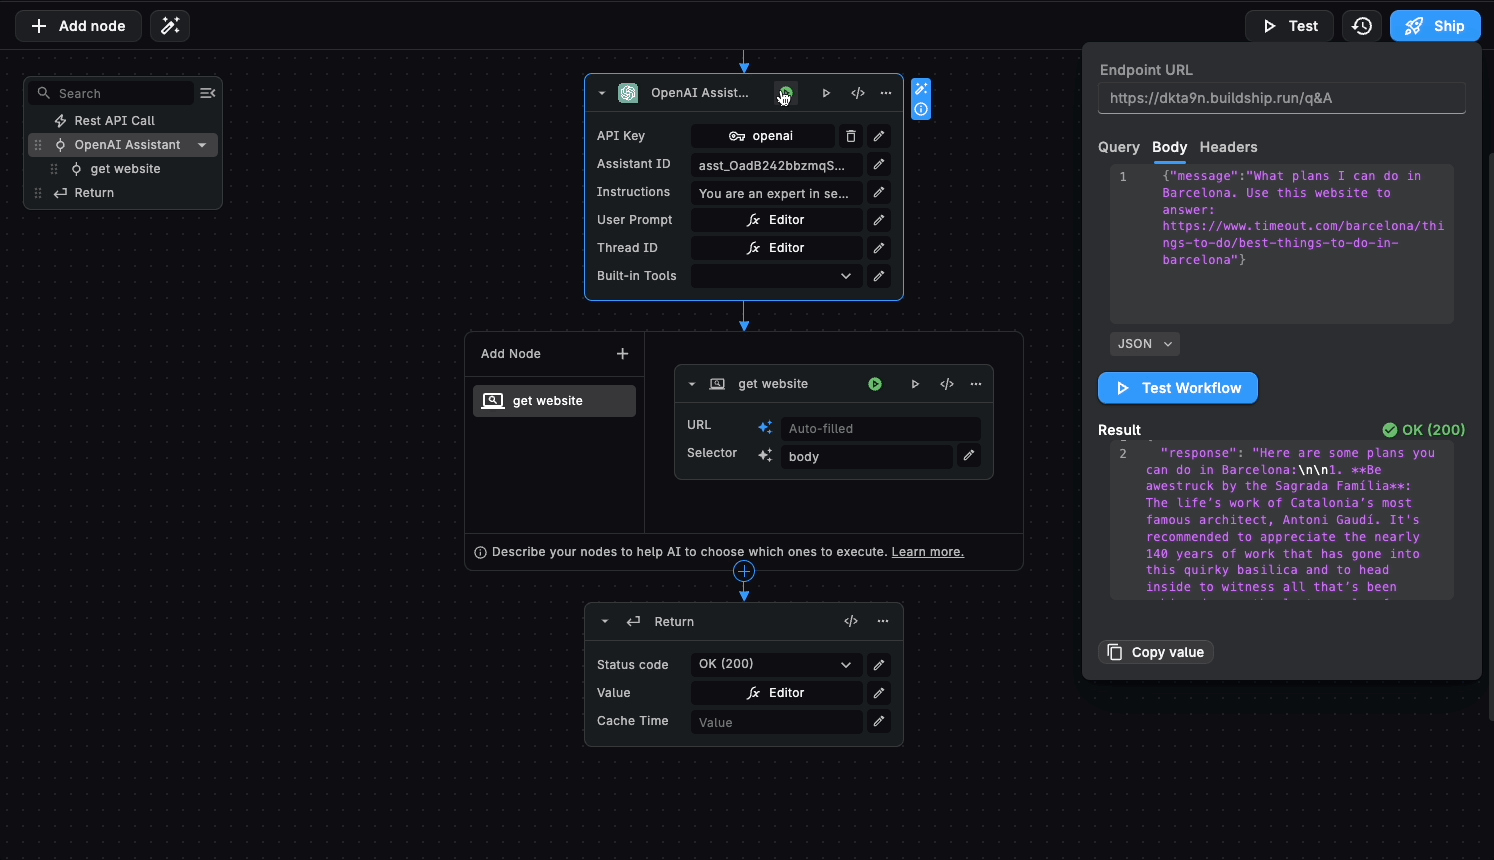 Add node
Test
Ship
Search
Rest API Call
OpenAI Assistant
get website
Return
OpenAI Assist...
API Key
openai
Assistant ID
asst_OadB242bbzmqS...
Instructions
You are an expert in se...
User Prompt
fx Editor
Thread ID
fx Editor
Built-in Tools
Add Node
get website
get website
URL
Auto-filled
Selector
body
Describe your nodes to help AI to choose which ones to execute. Learn more.
Return
Status code
OK (200)
Value
fx Editor
Cache Time
Value
Endpoint URL
https://dkta9n.buildship.run/q&A
Query Body Headers
1 {"message":"What plans I can do in
Barcelona. Use this website to
answer:
https://www.timeout.com/barcelona/thi
ngs-to-do/best-things-to-do-in-
barcelona"}
JSON
Test Workflow
Result
OK (200)
2 "response": "Here are some plans you
can do in Barcelona:\n\n1. **Be
awestruck by the Sagrada Família**:
The life’s work of Catalonia’s most
famous architect, Antoni Gaudí. It's
recommended to appreciate the nearly
140 years of work that has gone into
this quirky basilica and to head
inside to witness all that’s been
Copy value